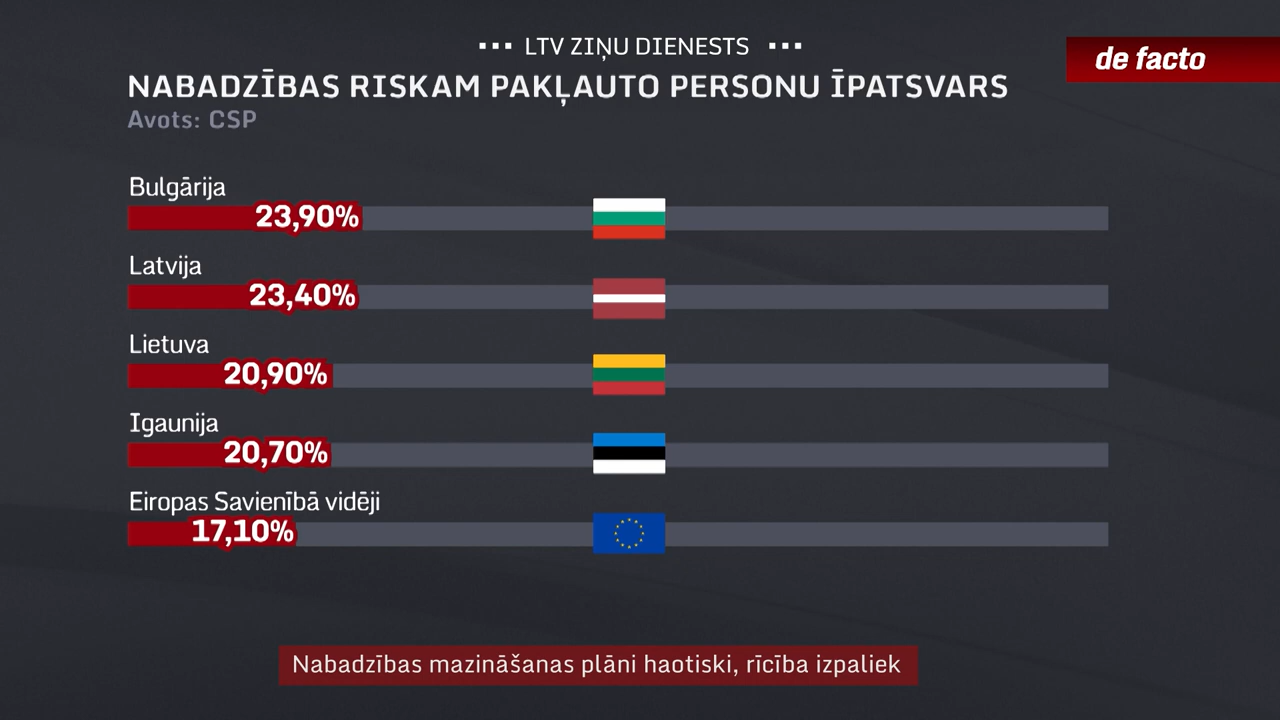 LTV ZIŅU DIENESTS
de facto
NABADZĪBAS RISKAM PAKĻAUTO PERSONU ĪPATSVARS
Avots: CSP
Bulgārija
23,90%
Latvija
23,40%
Lietuva
20,90%
Igaunija
20,70%
Eiropas Savienībā vidēji
17,10%
Nabadzības mazināšanas plāni haotiski, rīcība izpaliek